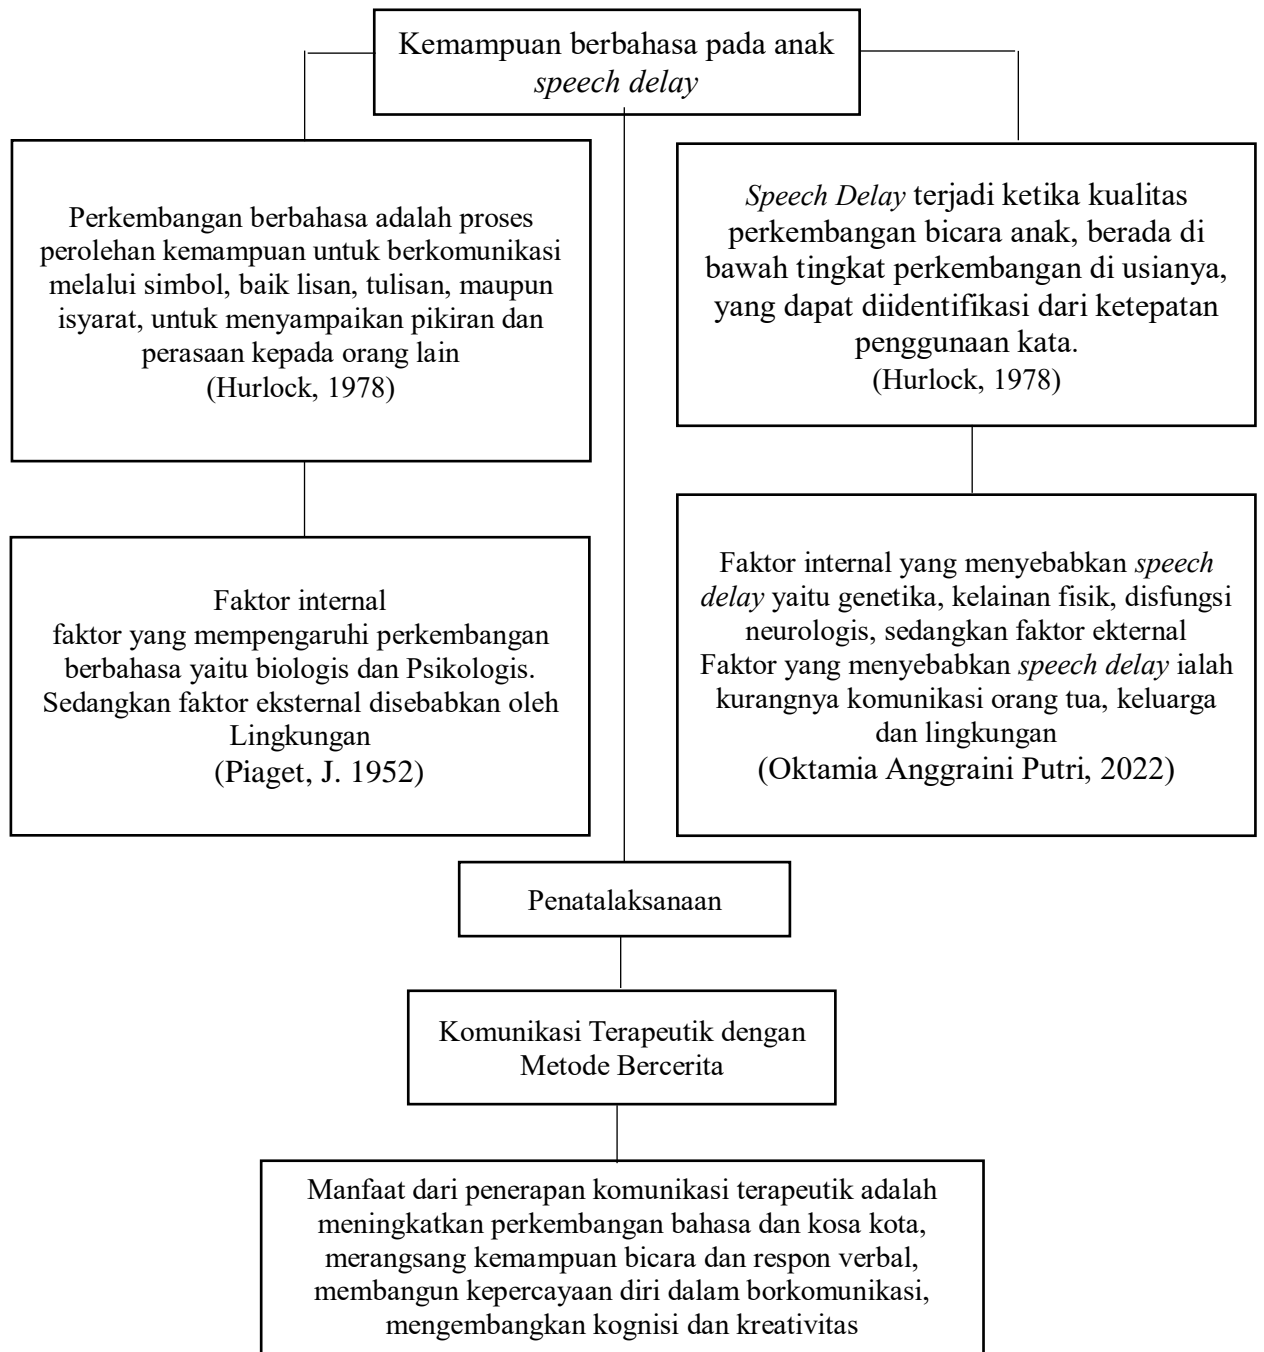 Kemampuan berbahasa pada anak
speech delay
Perkembangan berbahasa adalah proses
perolehan kemampuan untuk berkomunikasi
melalui simbol, baik lisan, tulisan, maupun
isyarat, untuk menyampaikan pikiran dan
perasaan kepada orang lain
(Hurlock, 1978)
Speech Delay terjadi ketika kualitas
perkembangan bicara anak, berada di
bawah tingkat perkembangan di usianya,
yang dapat diidentifikasi dari ketepatan
penggunaan kata.
(Hurlock, 1978)
Faktor internal
faktor yang mempengaruhi perkembangan
berbahasa yaitu biologis dan Psikologis.
Sedangkan faktor eksternal disebabkan oleh
Lingkungan
(Piaget, J. 1952)
Faktor internal yang menyebabkan speech
delay yaitu genetika, kelainan fisik, disfungsi
neurologis, sedangkan faktor ekternal
Faktor yang menyebabkan speech delay ialah
kurangnya komunikasi orang tua, keluarga
dan lingkungan
(Oktamia Anggraini Putri, 2022)
Penatalaksanaan
Komunikasi Terapeutik dengan
Metode Bercerita
Manfaat dari penerapan komunikasi terapeutik adalah
meningkatkan perkembangan bahasa dan kosa kota,
merangsang kemampuan bicara dan respon verbal,
membangun kepercayaan diri dalam borkomunikasi,
mengembangkan kognisi dan kreativitas